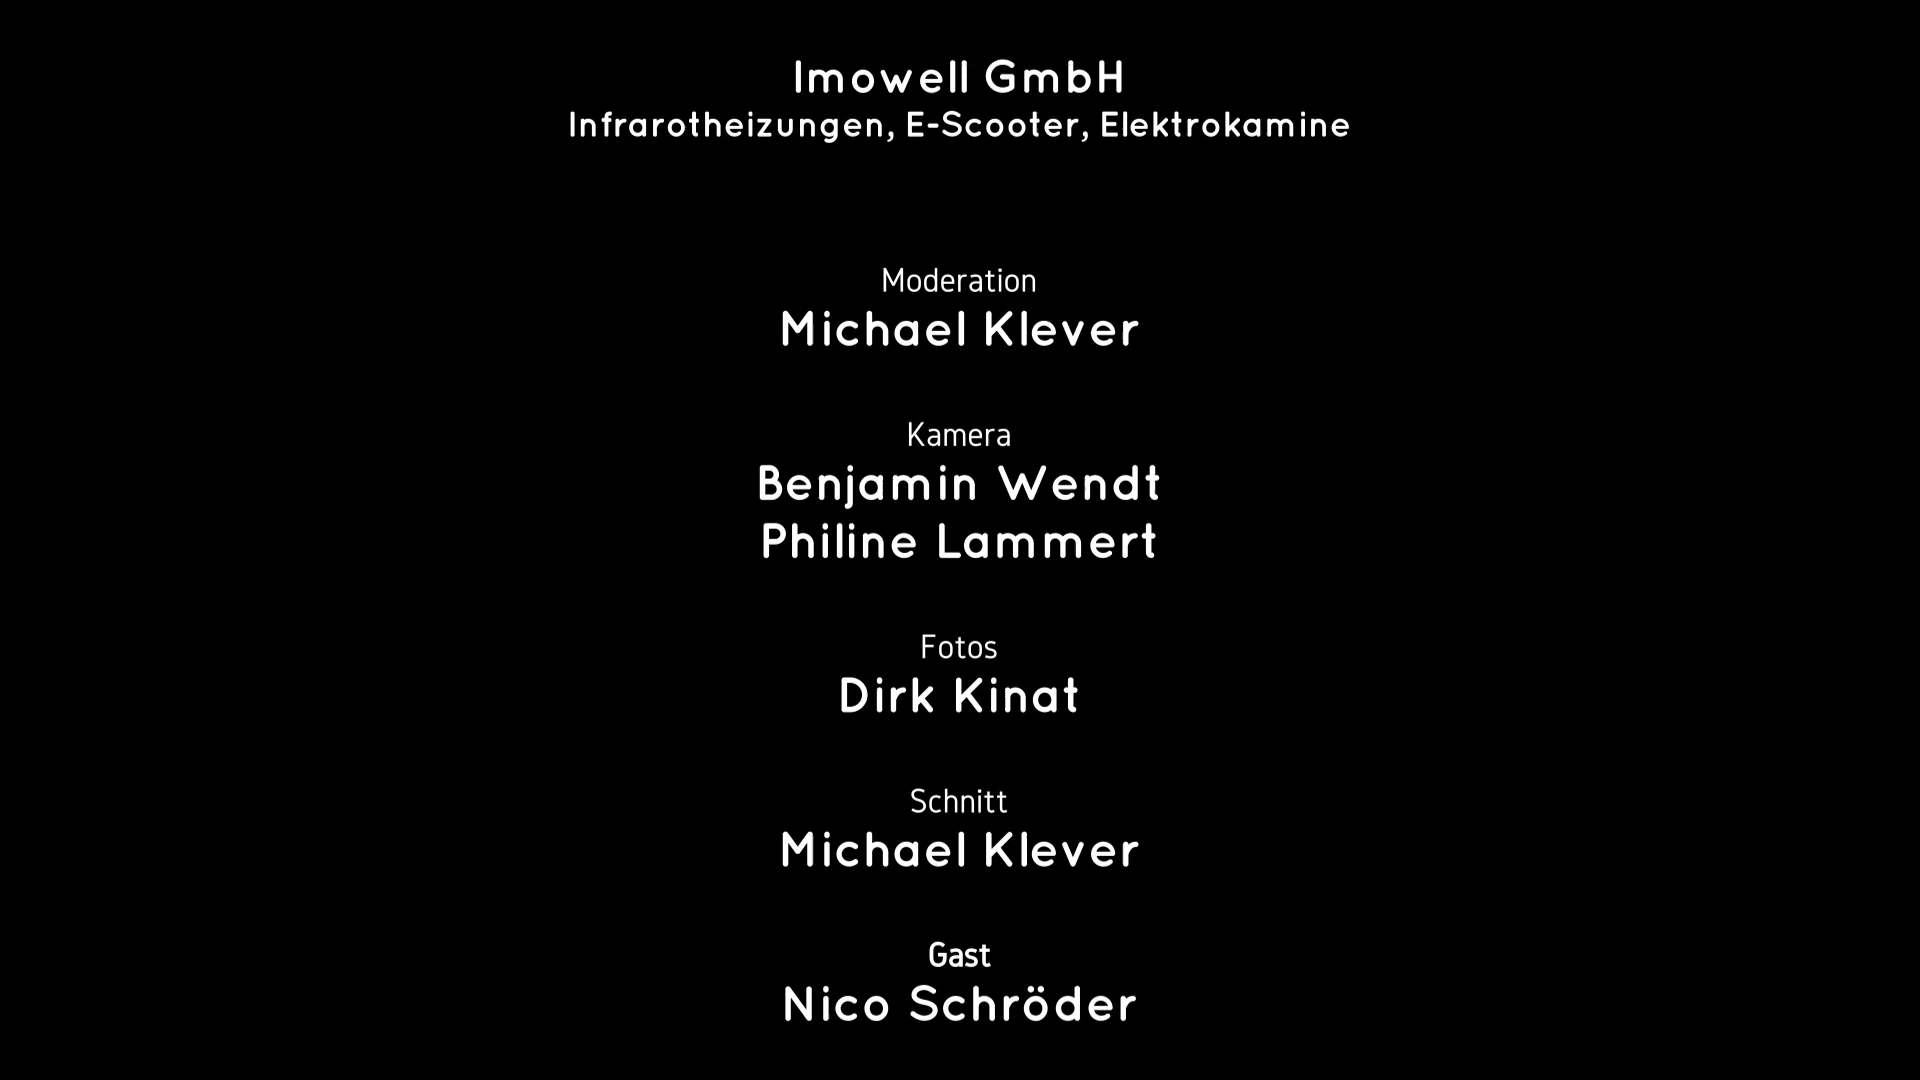 Imowell GmbH
Infrarotheizungen, E-Scooter, Elektrokamine
Moderation
Michael Klever
Kamera
Benjamin Wendt
Philine Lammert
Fotos
Dirk Kinat
Schnitt
Michael Klever
Gast
Nico Schröder